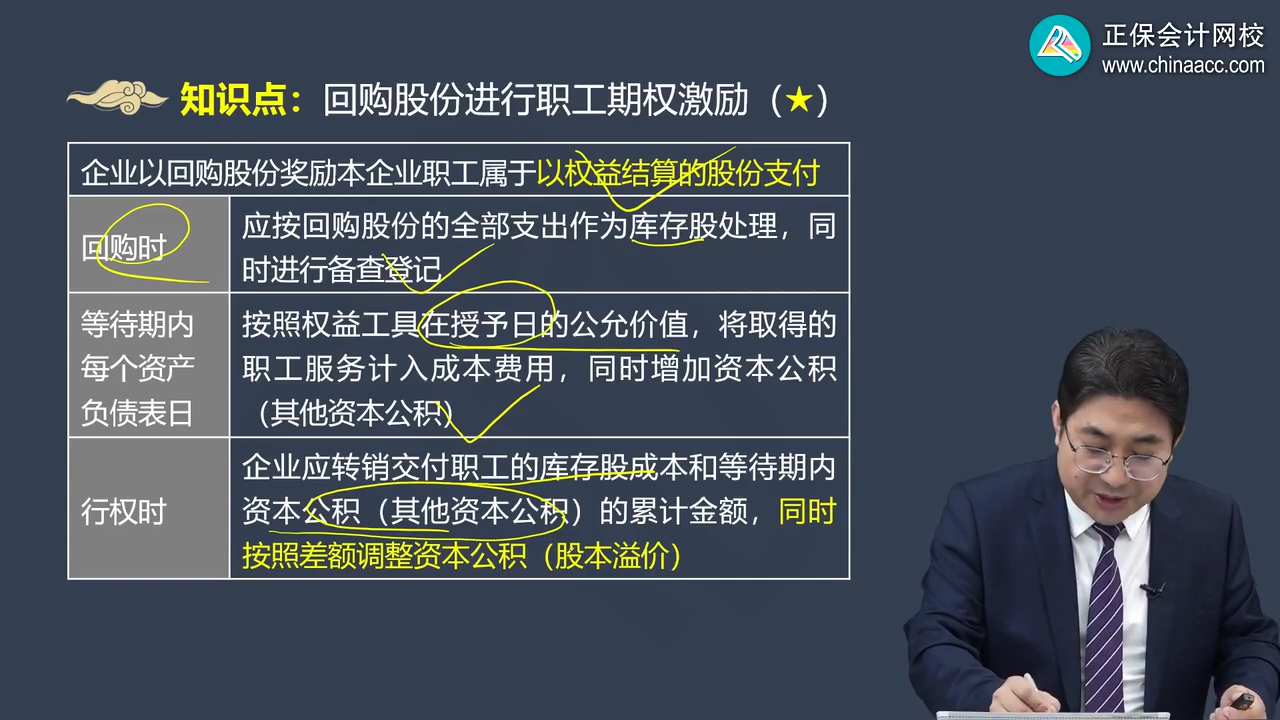 正保会计网校
www.chinaacc.com
知识点：回购股份进行职工期权激励（★）
企业以回购股份奖励本企业职工属于以权益结算的股份支付
回购时
应按回购股份的全部支出作为库存股处理，同
时进行备查登记
等待期内
每个资产
负债表日
按照权益工具在授予日的公允价值，将取得的
职工服务计入成本费用，同时增加资本公积
（其他资本公积）
行权时
企业应转销交付职工的库存股成本和等待期内
资本公积（其他资本公积）的累计金额，同时
按照差额调整资本公积（股本溢价）